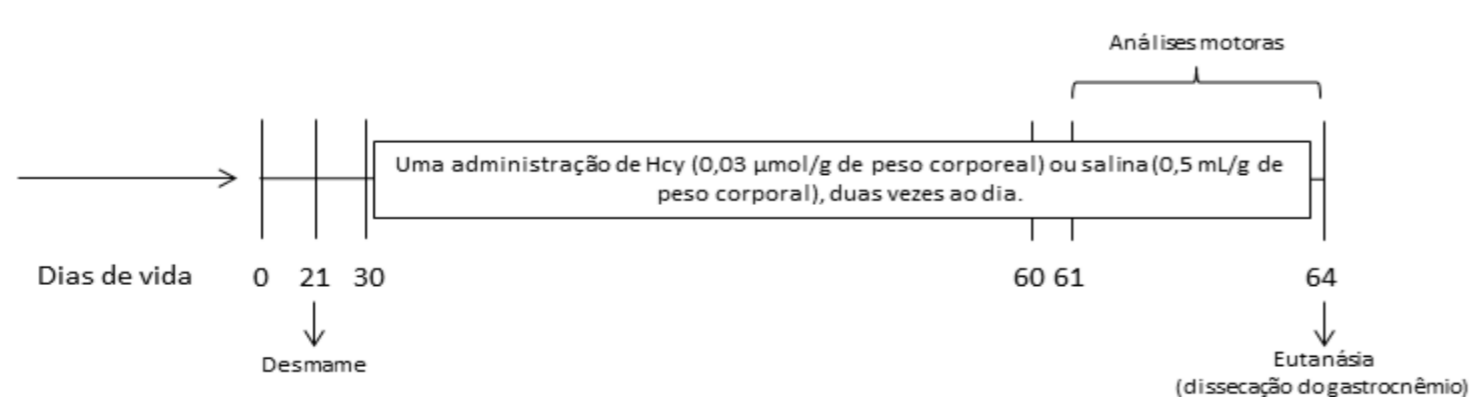 Análises motoras
Uma administração de Hcy (0,03 µmol/g de peso corporeal) ou salina (0,5 mL/g de
peso corporal), duas vezes ao dia.
Dias de vida 0 21 30 60 61 64
Desmame
Eutanásia
(dissecação do gastrocnêmio)